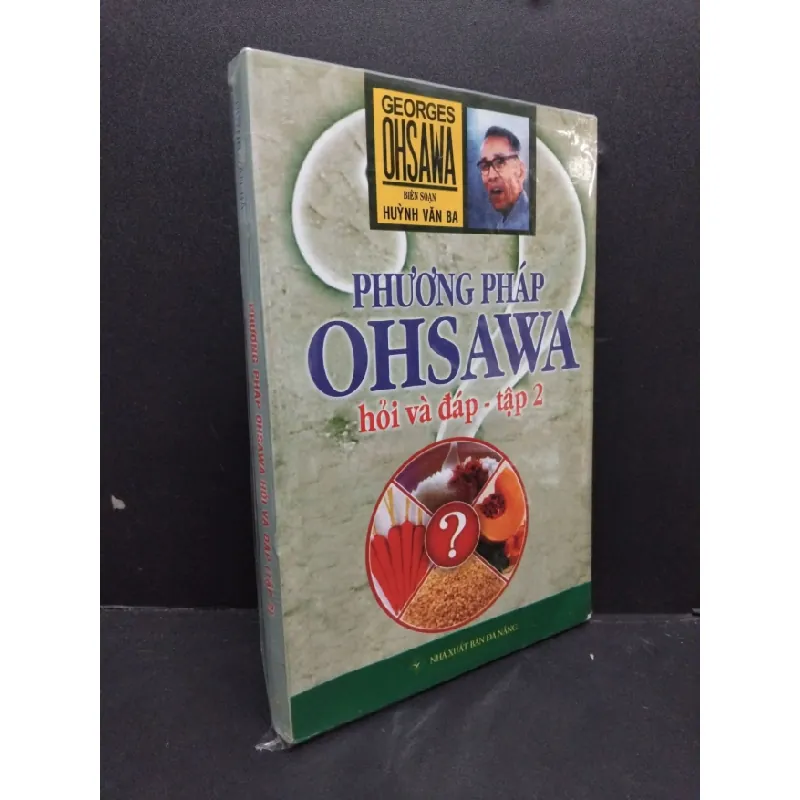 GEORGES
OHSAWA
BIÊN SOẠN
HUỲNH VĂN BA
PHƯƠNG PHÁP
OHSAWA
hỏi và đáp - tập 2
?
NHÀ XUẤT BẢN ĐÀ NẴNG
PHƯƠNG PHÁP OHSAWA HỎI VÀ ĐÁP - TẬP 2